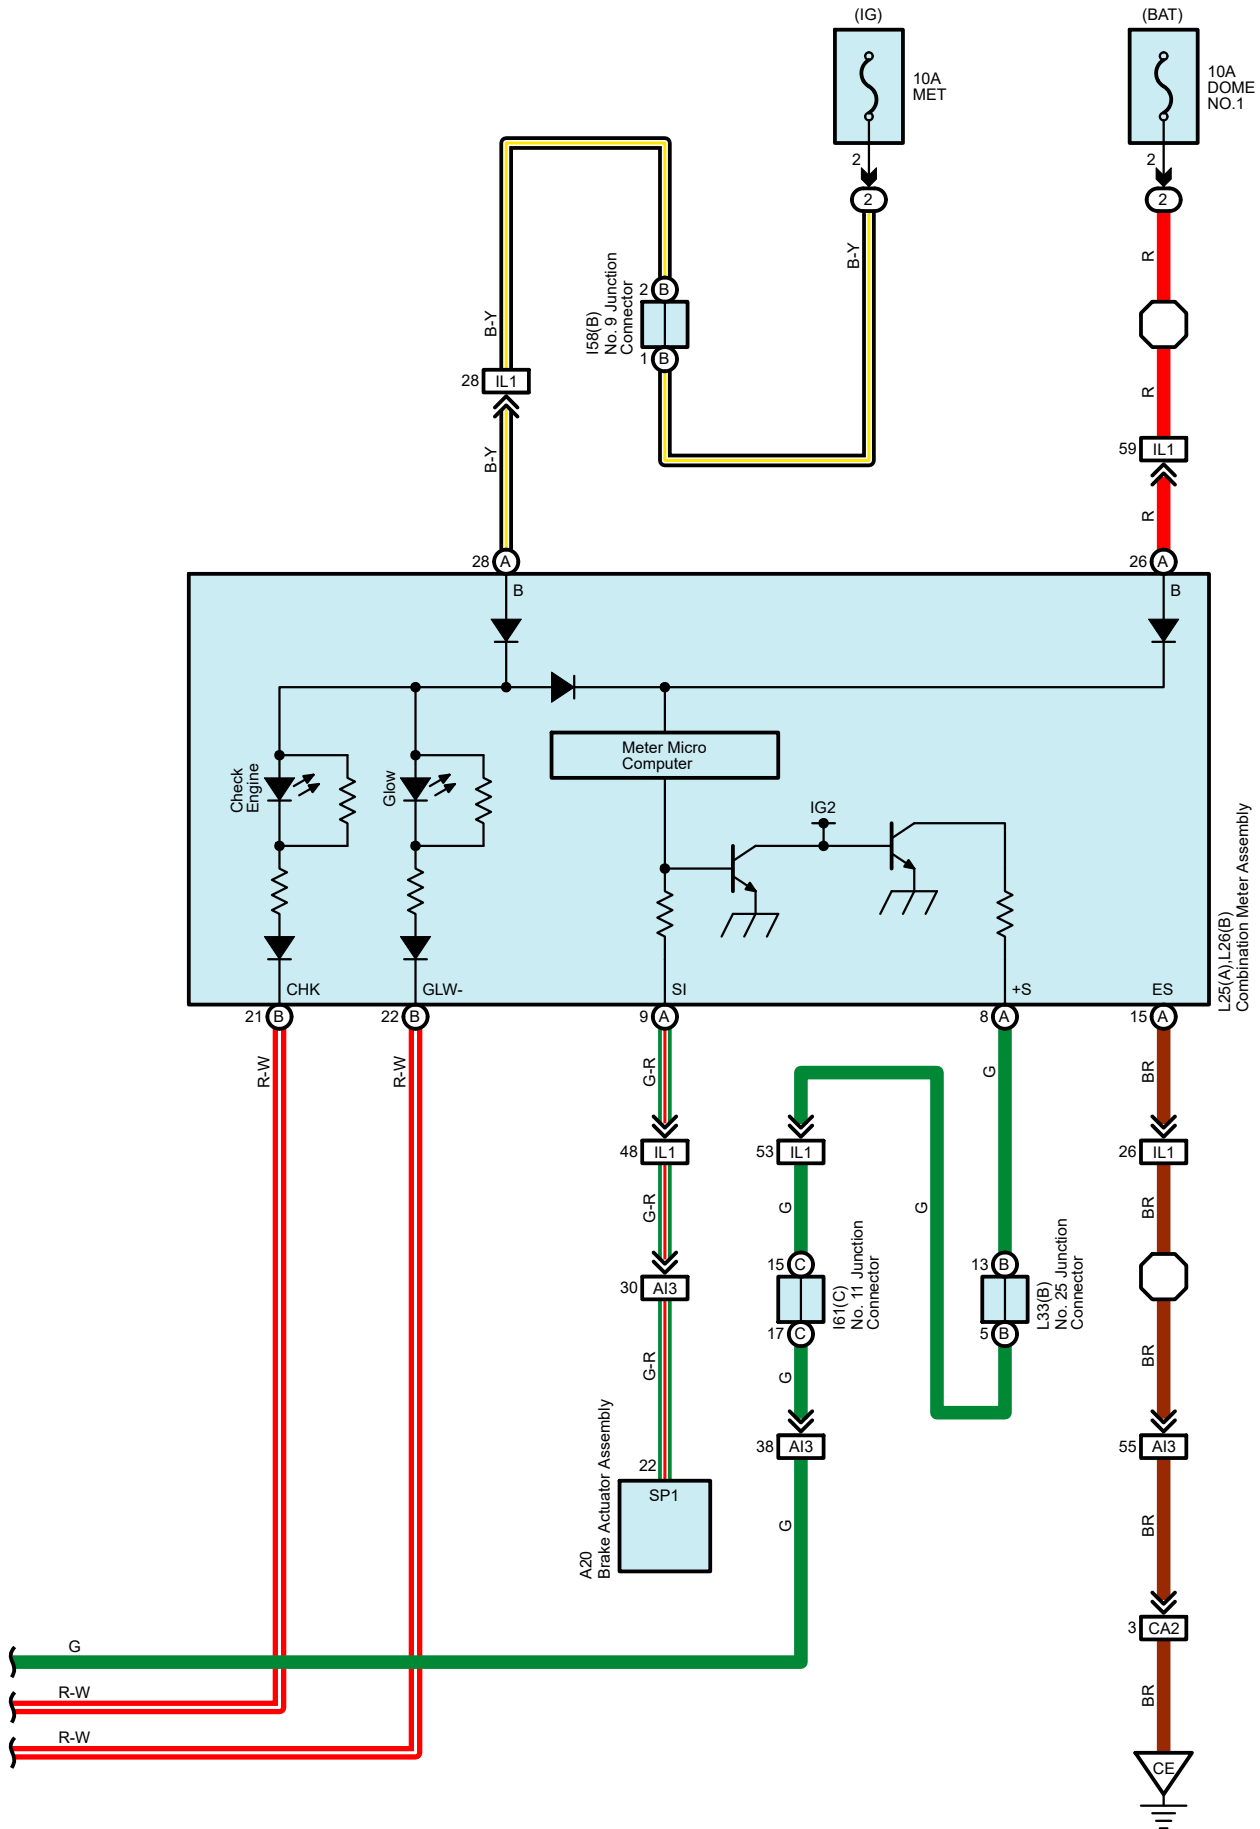 (IG)
(BAT)
10A
MET
10A
DOME
NO.1
2
2
2
2
B-Y
R
I58(B)
No. 9 Junction
Connector
2 B
1 B
B-Y
28 IL1
B-Y
R
59 IL1
R
28 A
26 A
B
B
Meter Micro
Computer
Check
Engine
Glow
IG2
L25(A),L26(B)
Combination Meter Assembly
CHK
GLW-
SI
+S
ES
21 B
22 B
9 A
8 A
15 A
R-W
R-W
G-R
G
BR
48 IL1
53 IL1
26 IL1
G-R
G
G
BR
15 C
13 B
I61(C)
No. 11 Junction
Connector
L33(B)
No. 25 Junction
Connector
30 AI3
17 C
5 B
G-R
G
BR
38 AI3
55 AI3
A20
Brake Actuator Assembly
22
SP1
G
BR
3 CA2
G
R-W
BR
R-W
CE